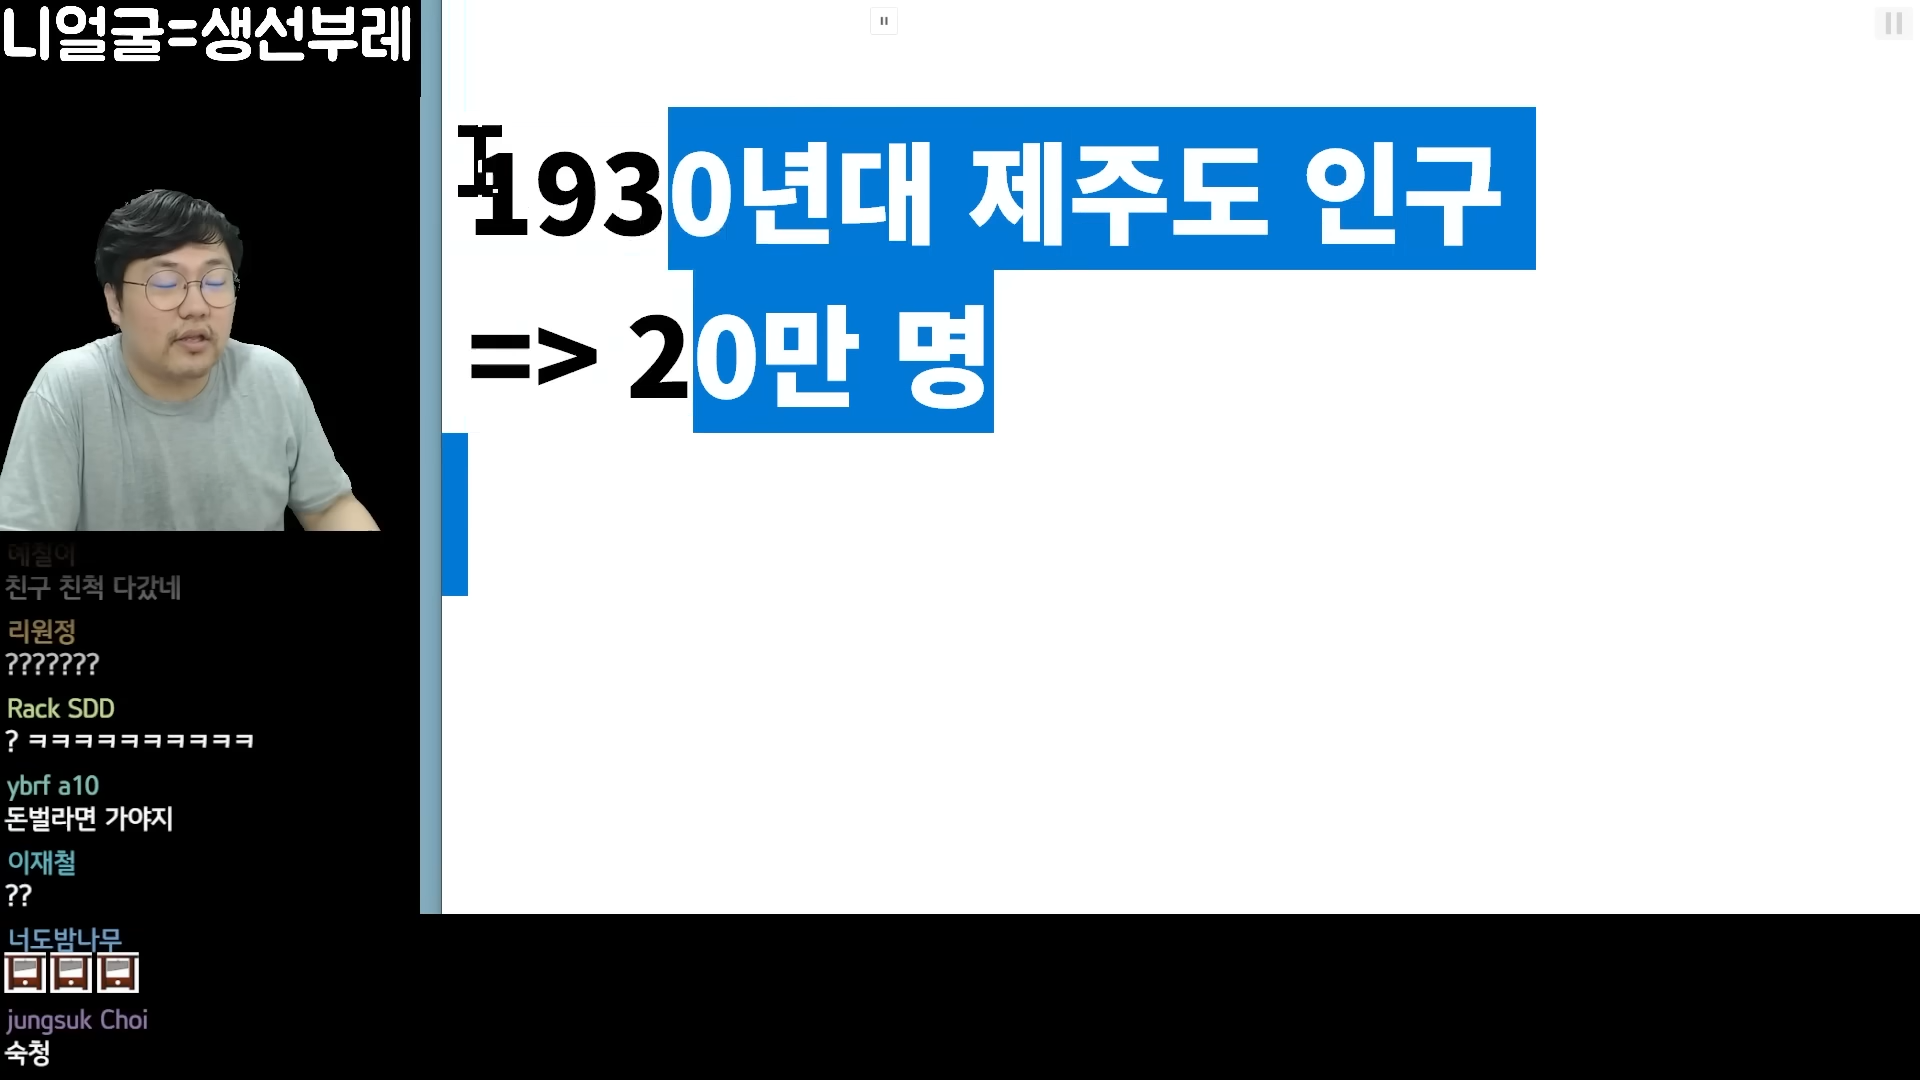 니얼굴=생선부레
1930년대 제주도 인구
=> 20만 명
예칠이
친구 친척 다갔네
리원정
???????
Rack SDD
? ㅋㅋㅋㅋㅋㅋㅋㅋㅋㅋ
ybrf a10
돈벌라면 가야지
이재철
??
너도밤나무
jungsuk Choi
숙청